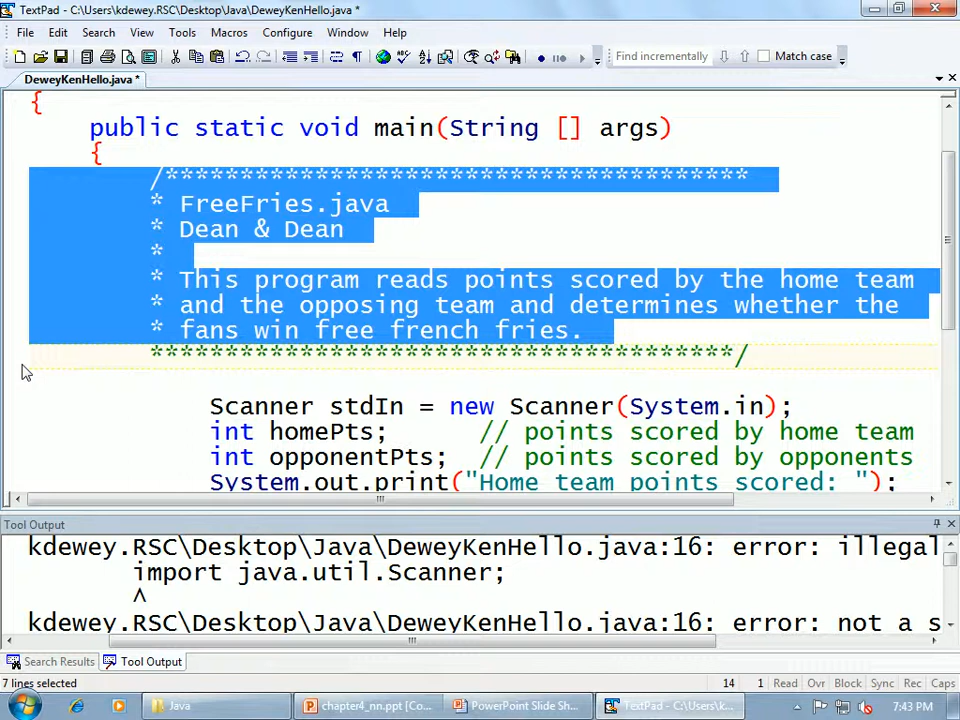 TextPad - C:\Users\kdewey.RSC\Desktop\Java\DeweyKenHello.java *
File Edit Search View Tools Macros Configure Window Help
Find incrementally Match case
DeweyKenHello.java *
{
public static void main(String [] args)
{
/***************************************
* FreeFries.java
* Dean & Dean
*
* This program reads points scored by the home team
* and the opposing team and determines whether the
* fans win free french fries.
***************************************/
Scanner stdIn = new Scanner(System.in);
int homePts; // points scored by home team
int opponentPts; // points scored by opponents
System.out.print("Home team points scored: ");
Tool Output
kdewey.RSC\Desktop\Java\DeweyKenHello.java:16: error: illegal
import java.util.Scanner;
^
kdewey.RSC\Desktop\Java\DeweyKenHello.java:16: error: not a s
Search Results Tool Output
7 lines selected 14 1 Read Ovr Block Sync Rec Caps
Java chapter4_nn.ppt [Co... PowerPoint Slide Sh... TextPad - C:\Users\k... 7:43 PM